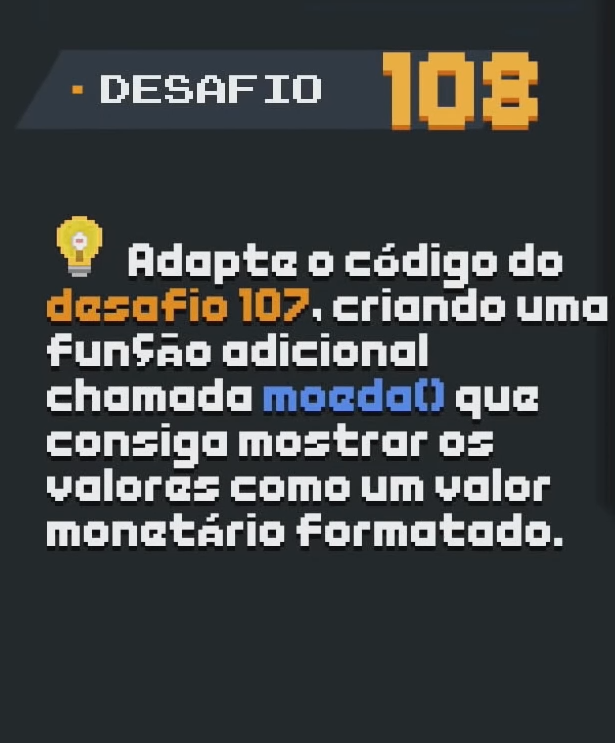 DESAFIO 108
Adapte o código do
desafio 107, criando uma
função adicional
chamada moeda() que
consiga mostrar os
valores como um valor
monetário formatado.